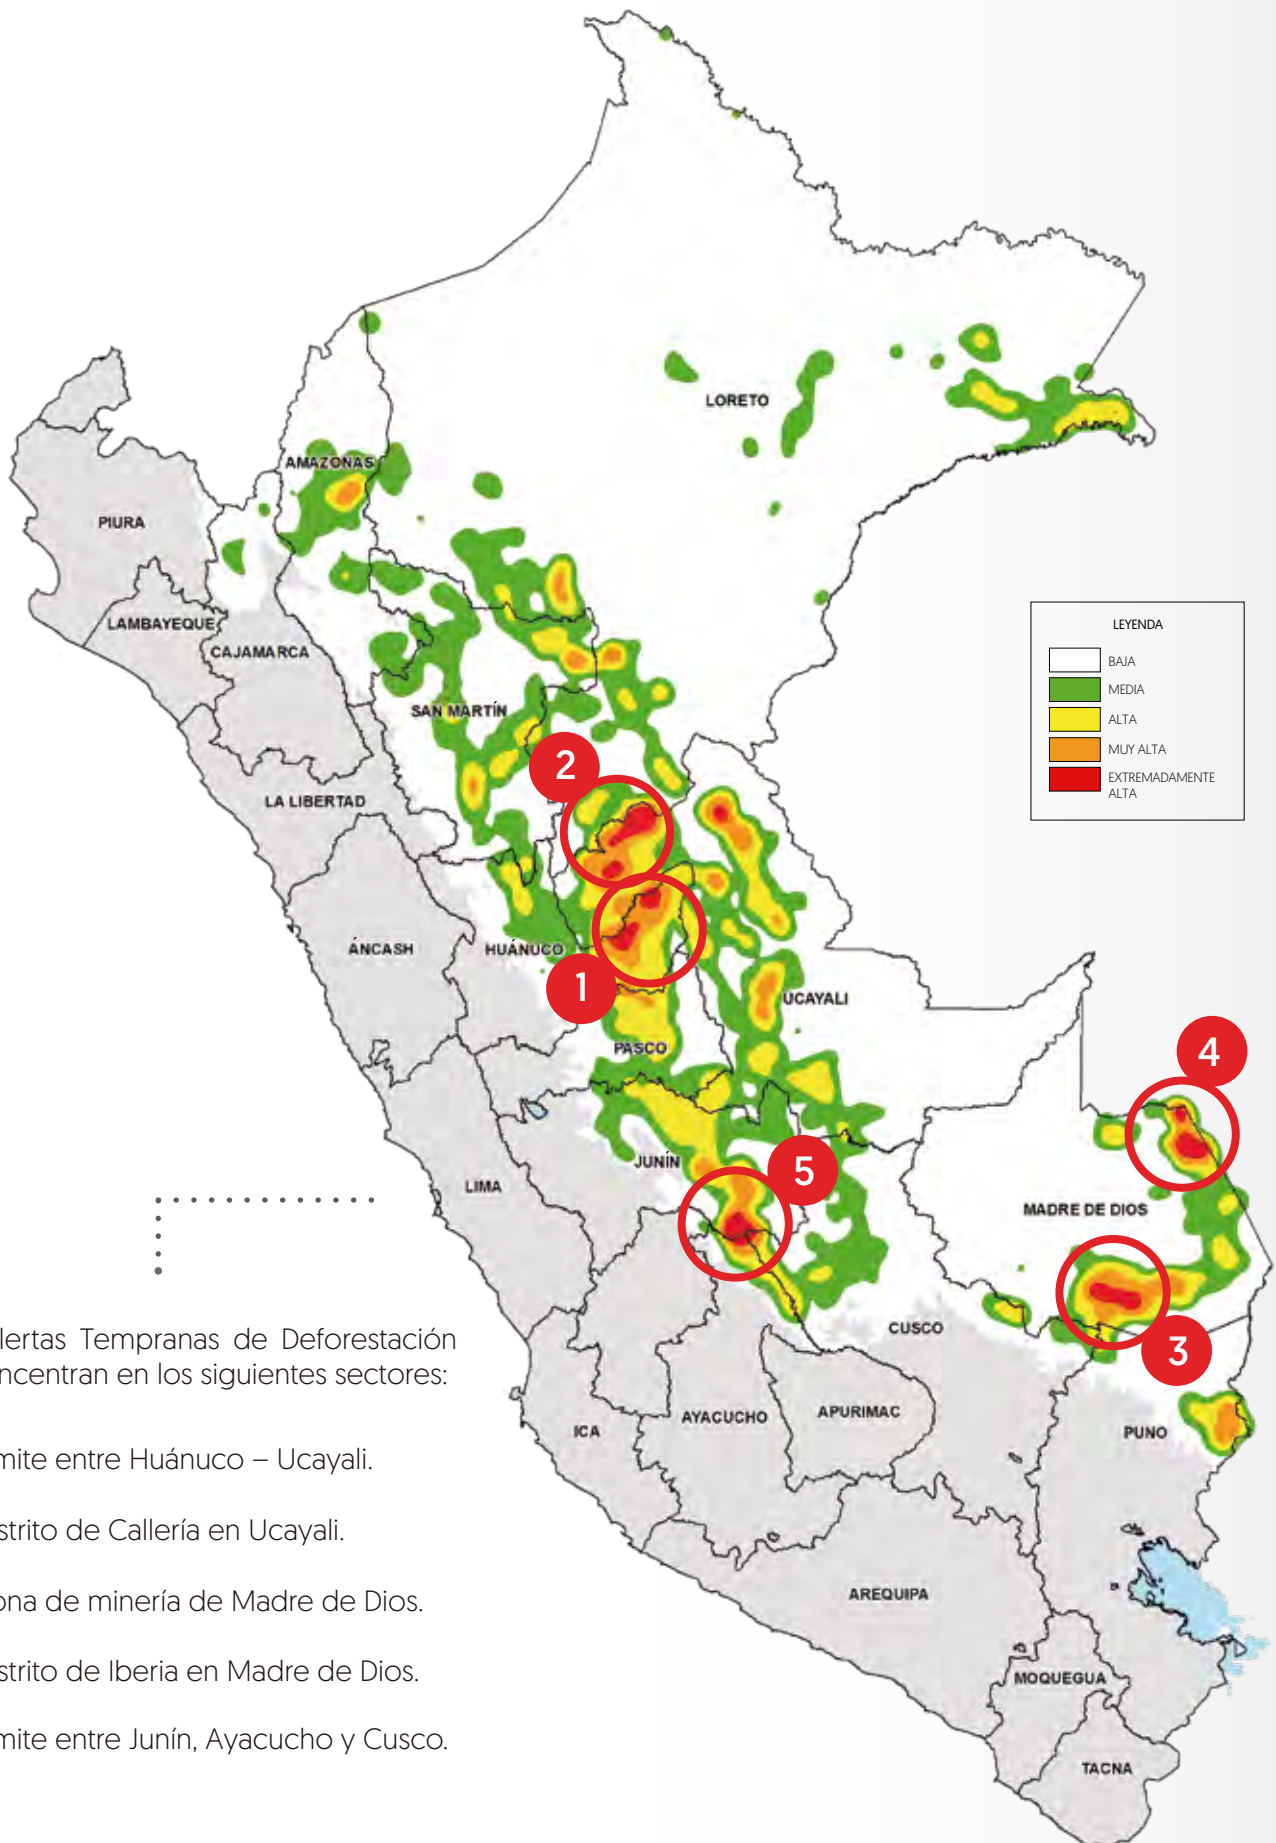 LORETO
AMAZONAS
PIURA
LAMBAYEQUE
CAJAMARCA
SAN MARTÍN
LEYENDA
BAJA
MEDIA
ALTA
MUY ALTA
EXTREMADAMENTE
ALTA
2
LA LIBERTAD
ÁNCASH
HUÁNUCO
1
UCAYALI
PASCO
4
JUNÍN
5
LIMA
MADRE DE DIOS
CUSCO
3
lertas Tempranas de Deforestación
ncentran en los siguientes sectores:
AYACUCHO
APURIMAC
ICA
PUNO
mite entre Huánuco – Ucayali.
strito de Callería en Ucayali.
ona de minería de Madre de Dios.
AREQUIPA
strito de Iberia en Madre de Dios.
MOQUEGUA
mite entre Junín, Ayacucho y Cusco.
TACNA